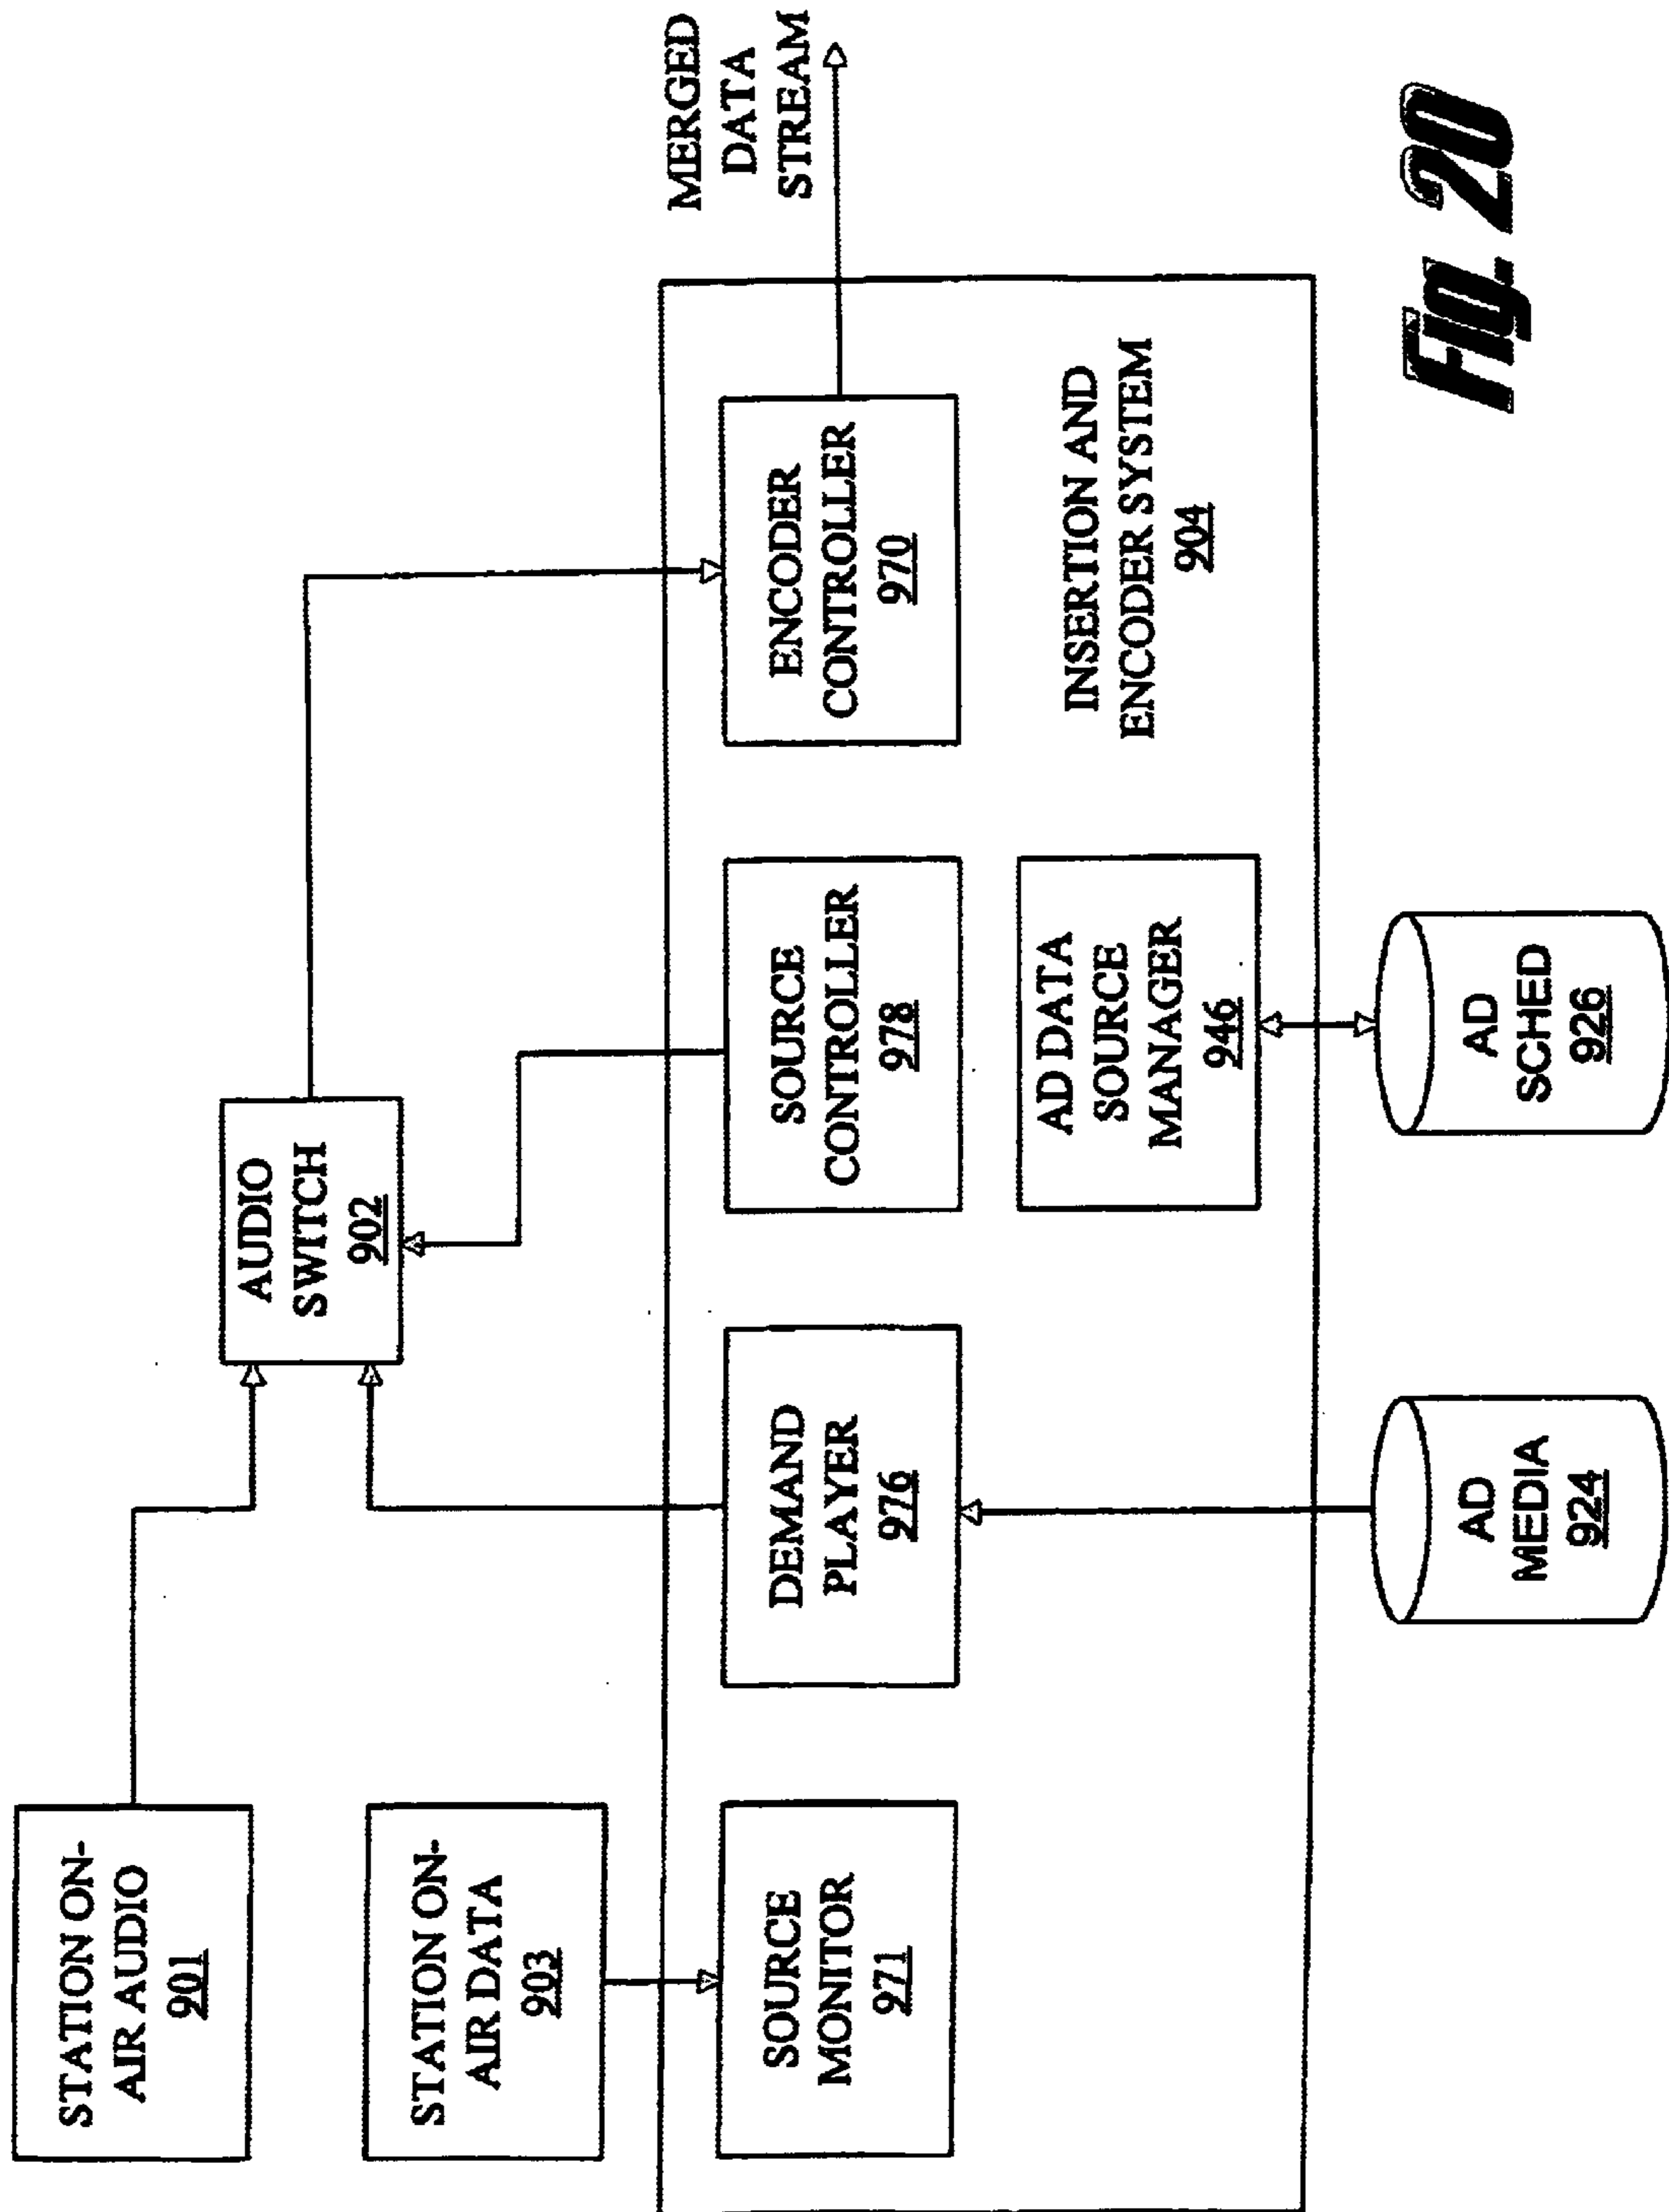 STATION ON-
AIR AUDIO
901
STATION ON-
AIR DATA
903
AUDIO
SWITCH
902
MERGED
DATA
STREAM
SOURCE
MONITOR
971
DEMAND
PLAYER
976
SOURCE
CONTROLLER
978
ENCODER
CONTROLLER
970
AD DATA
SOURCE
MANAGER
946
INSERTION AND
ENCODER SYSTEM
904
AD
MEDIA
924
AD
SCHED
926
Fig. 20